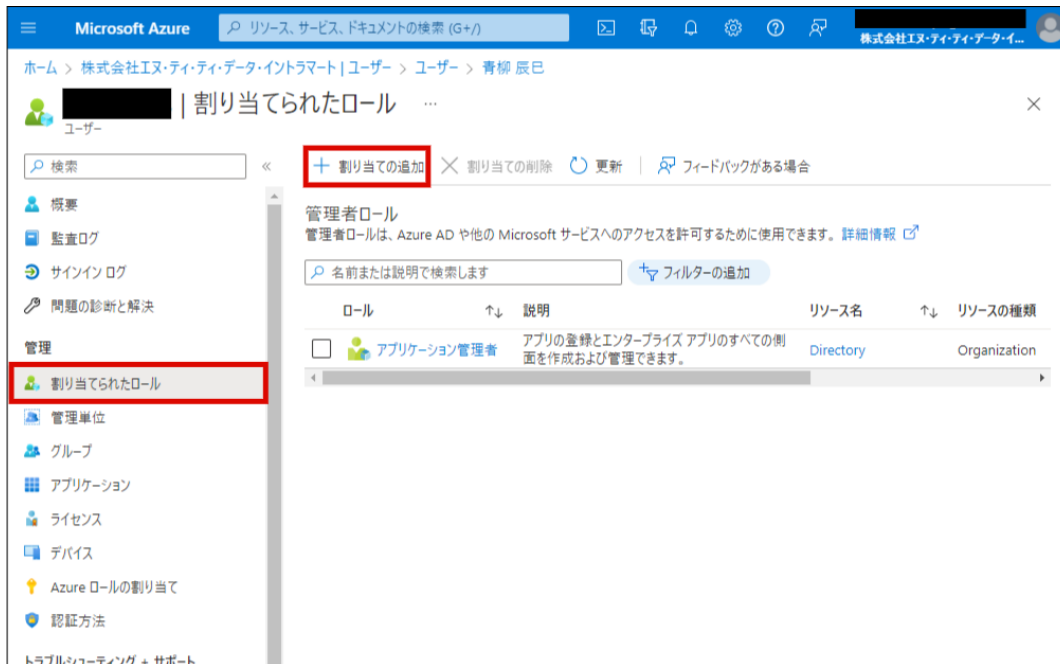 Microsoft Azure
リソース、サービス、ドキュメントの検索 (G+/)
株式会社エヌ・ティ・ティ・データ・イ...
ホーム > 株式会社エヌ・ティ・ティ・データ・イントラマート | ユーザー > ユーザー > 青柳 辰巳
| 割り当てられたロール ...
ユーザー
検索
«
+ 割り当ての追加
割り当ての削除
更新
フィードバックがある場合
概要
監査ログ
サインイン ログ
問題の診断と解決
管理
割り当てられたロール
管理単位
グループ
アプリケーション
ライセンス
デバイス
Azure ロールの割り当て
認証方法
トラブルシューティング + サポート
管理者ロール
管理者ロールは、Azure AD や他の Microsoft サービスへのアクセスを許可するために使用できます。詳細情報
名前または説明で検索します
フィルターの追加
ロール ↑↓ 説明 リソース名 ↑↓ リソースの種類
アプリケーション管理者
アプリの登録とエンタープライズ アプリのすべての側
面を作成および管理できます。
Directory
Organization